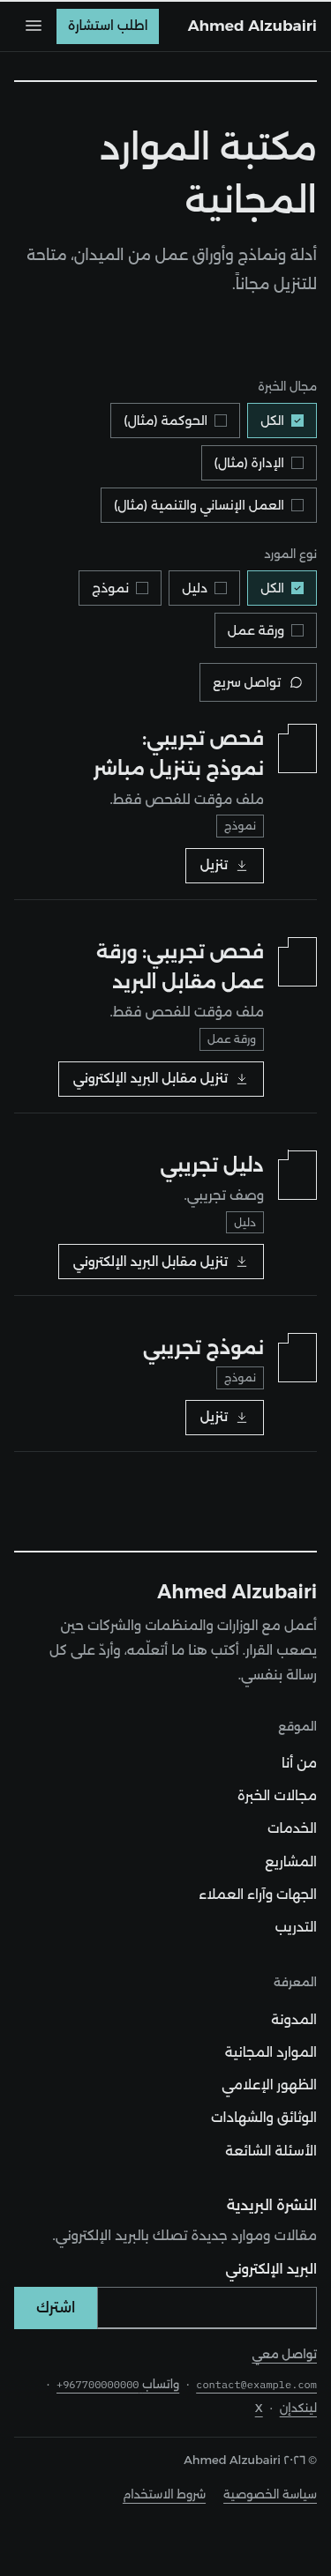 Ahmed Alzubairi
اطلب استشارة
مكتبة الموارد
المجانية
أدلة ونماذج وأوراق عمل من الميدان، متاحة
للتنزيل مجاناً.
مجال الخبرة
الكل
الحوكمة (مثال)
الإدارة (مثال)
العمل الإنساني والتنمية (مثال)
نوع المورد
الكل
دليل
نموذج
ورقة عمل
تواصل سريع
فحص تجريبي:
نموذج بتنزيل مباشر
ملف مؤقت للفحص فقط.
نموذج
تنزيل
فحص تجريبي: ورقة
عمل مقابل البريد
ملف مؤقت للفحص فقط.
ورقة عمل
تنزيل مقابل البريد الإلكتروني
دليل تجريبي
وصف تجريبي.
دليل
تنزيل مقابل البريد الإلكتروني
نموذج تجريبي
نموذج
تنزيل
Ahmed Alzubairi
أعمل مع الوزارات والمنظمات والشركات حين
يصعب القرار. أكتب هنا ما أتعلّمه، وأردّ على كل
رسالة بنفسي.
الموقع
من أنا
مجالات الخبرة
الخدمات
المشاريع
الجهات وآراء العملاء
التدريب
المعرفة
المدونة
الموارد المجانية
الظهور الإعلامي
الوثائق والشهادات
الأسئلة الشائعة
النشرة البريدية
مقالات وموارد جديدة تصلك بالبريد الإلكتروني.
البريد الإلكتروني
اشترك
تواصل معي
contact@example.com · واتساب +967700000000 ·
لينكدإن · X
© ٢٠٢٦ Ahmed Alzubairi
سياسة الخصوصية
شروط الاستخدام